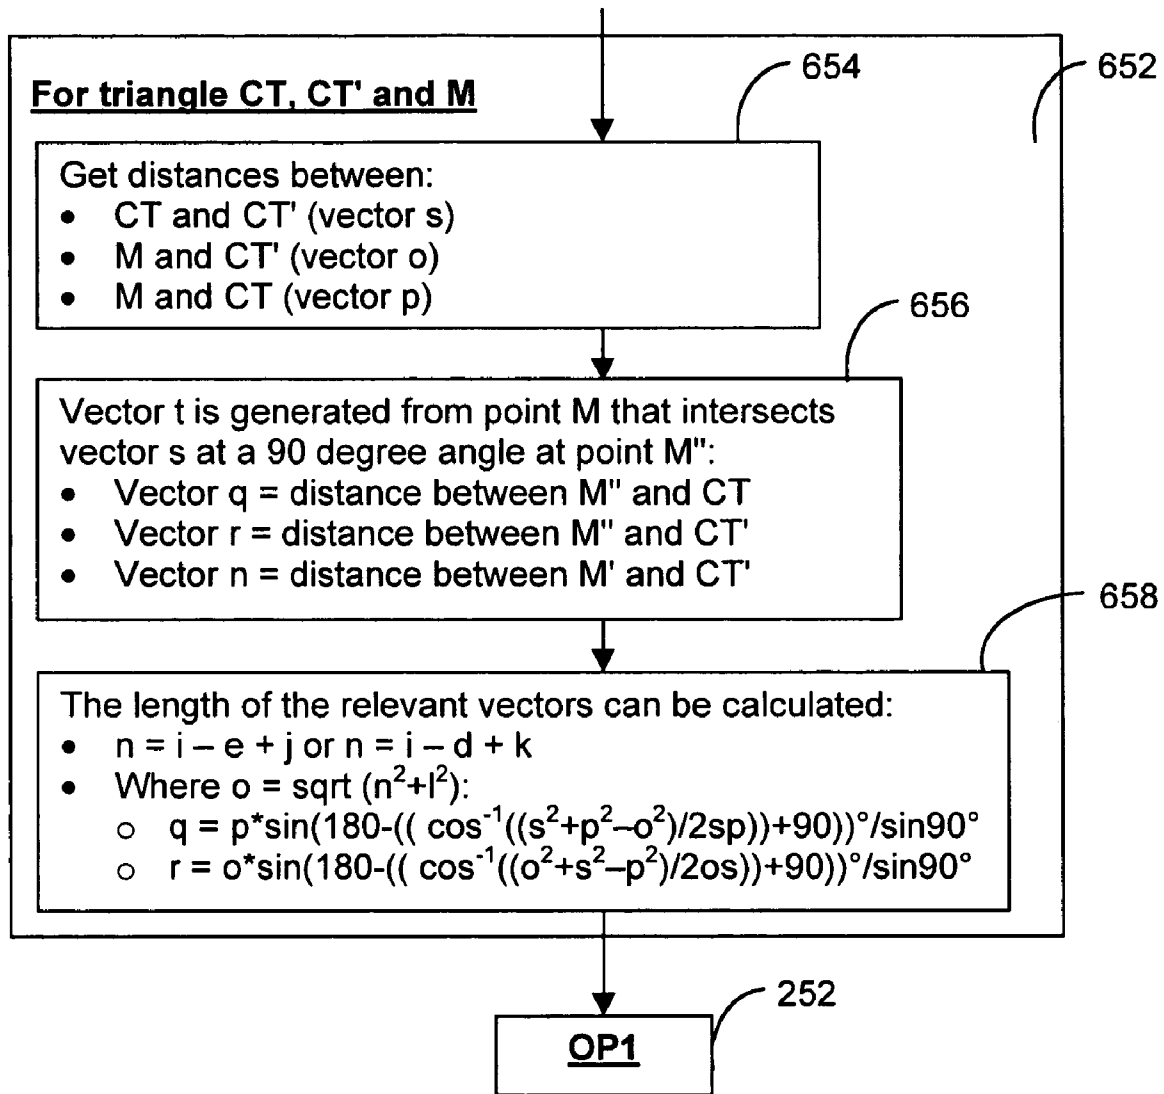 For triangle CT, CT' and M
654
652
Get distances between:
• CT and CT' (vector s)
• M and CT' (vector o)
• M and CT (vector p)
656
Vector t is generated from point M that intersects
vector s at a 90 degree angle at point M":
• Vector q = distance between M" and CT
• Vector r = distance between M" and CT'
• Vector n = distance between M' and CT'
658
The length of the relevant vectors can be calculated:
• n = i – e + j or n = i – d + k
• Where o = sqrt (n²+l²):
○ q = p*sin(180-(( cos⁻¹((s²+p²–o²)/2sp))+90))°/sin90°
○ r = o*sin(180-(( cos⁻¹((o²+s²–p²)/2os))+90))°/sin90°
252
OP1